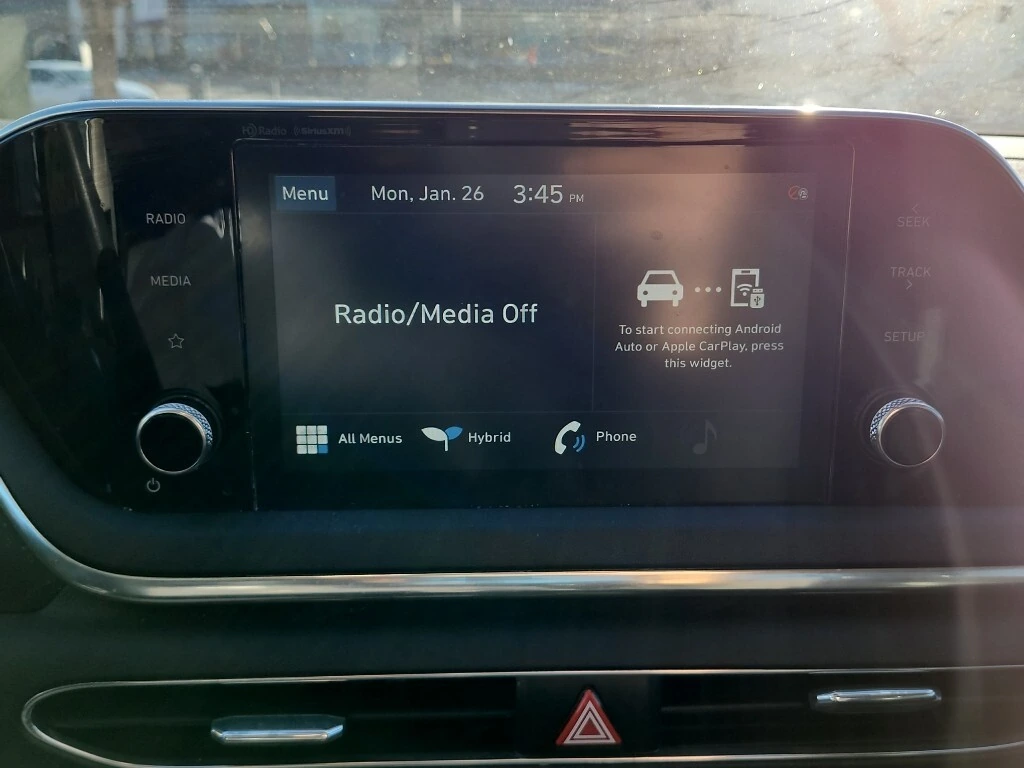 HD Radio SiriusXM
Menu Mon, Jan. 26 3:45 PM
RADIO
MEDIA
SEEK
TRACK
SETUP
Radio/Media Off
To start connecting Android
Auto or Apple CarPlay, press
this widget.
All Menus Hybrid Phone